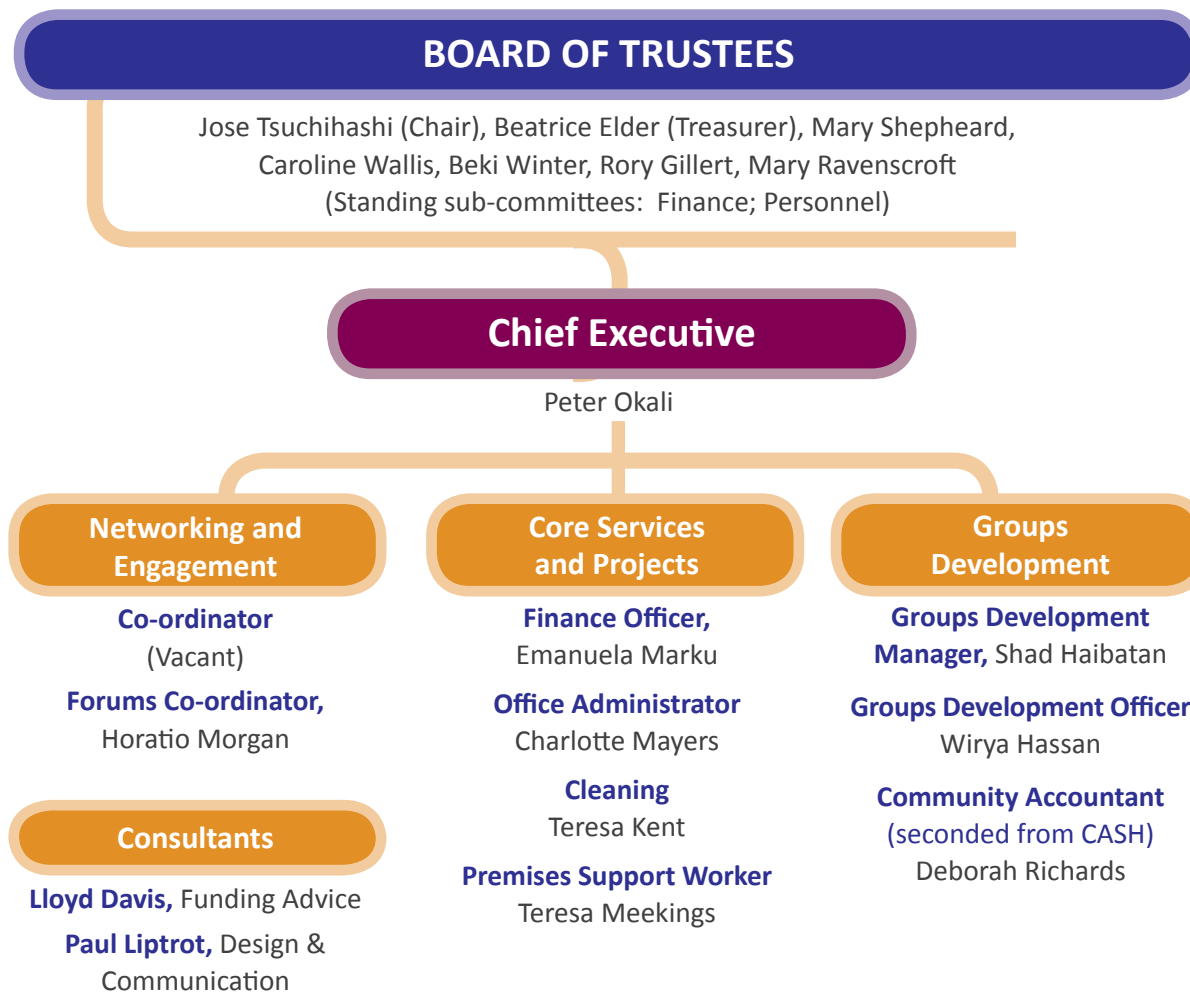 BOARD OF TRUSTEES
Jose Tsuchihashi (Chair), Beatrice Elder (Treasurer), Mary Shepheard,
Caroline Wallis, Beki Winter, Rory Gillert, Mary Ravenscroft
(Standing sub-committees: Finance; Personnel)
Chief Executive
Peter Okali
Networking and
Engagement
Co-ordinator
(Vacant)
Forums Co-ordinator,
Horatio Morgan
Consultants
Lloyd Davis, Funding Advice
Paul Liptrot, Design &
Communication
Core Services
and Projects
Finance Officer,
Emanuela Marku
Office Administrator
Charlotte Mayers
Cleaning
Teresa Kent
Premises Support Worker
Teresa Meekings
Groups
Development
Groups Development
Manager, Shad Haibatan
Groups Development Officer
Wirya Hassan
Community Accountant
(seconded from CASH)
Deborah Richards